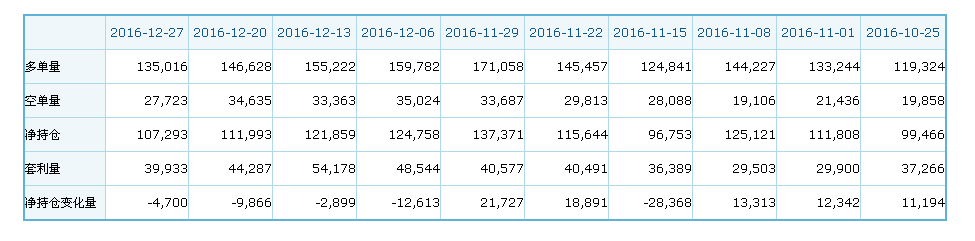 2016-12-27 2016-12-20 2016-12-13 2016-12-06 2016-11-29 2016-11-22 2016-11-15 2016-11-08 2016-11-01 2016-10-25
多单量 135,016 146,628 155,222 159,782 171,058 145,457 124,841 144,227 133,244 119,324
空单量 27,723 34,635 33,363 35,024 33,687 29,813 28,088 19,106 21,436 19,858
净持仓 107,293 111,993 121,859 124,758 137,371 115,644 96,753 125,121 111,808 99,466
套利量 39,933 44,287 54,178 48,544 40,577 40,491 36,389 29,503 29,900 37,266
净持仓变化量 -4,700 -9,866 -2,899 -12,613 21,727 18,891 -28,368 13,313 12,342 11,194